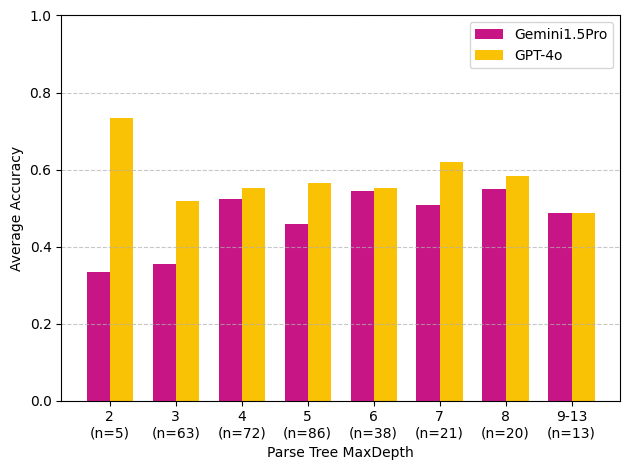 Gemini1.5Pro
GPT-4o
Average Accuracy
1.0
0.8
0.6
0.4
0.2
0.0
2 3 4 5 6 7 8 9-13
(n=5) (n=63) (n=72) (n=86) (n=38) (n=21) (n=20) (n=13)
Parse Tree MaxDepth